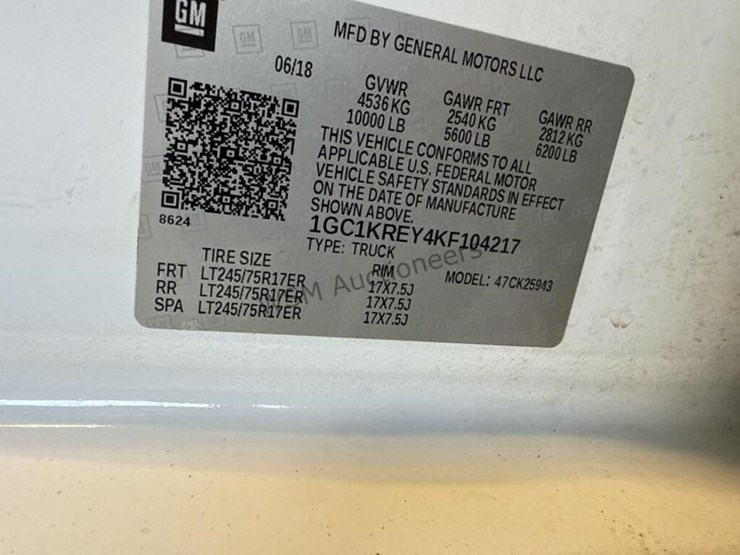 GM
GM GM
MFD BY GENERAL MOTORS LLC
06/18
GVWR GAWR FRT GAWR RR
4536 KG 2540 KG 2812 KG
10000 LB 5600 LB 6200 LB
THIS VEHICLE CONFORMS TO ALL
APPLICABLE U.S. FEDERAL MOTOR
VEHICLE SAFETY STANDARDS IN EFFECT
ON THE DATE OF MANUFACTURE
SHOWN ABOVE.
8624
1GC1KREY4KF104217
TYPE: TRUCK MODEL: 47CK25943
TIRE SIZE RIM
FRT LT245/75R17ER 17X7.5J
RR LT245/75R17ER 17X7.5J
SPA LT245/75R17ER 17X7.5J
Auctioneers